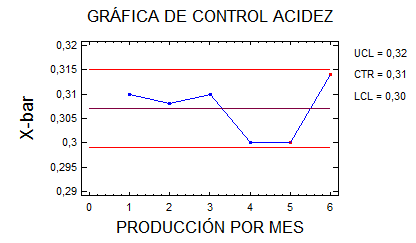 GRÁFICA DE CONTROL ACIDEZ
0,32
0,315
0,31
0,305
0,3
0,295
0,29
X-bar
0 1 2 3 4 5 6
PRODUCCIÓN POR MES
UCL = 0,32
CTR = 0,31
LCL = 0,30